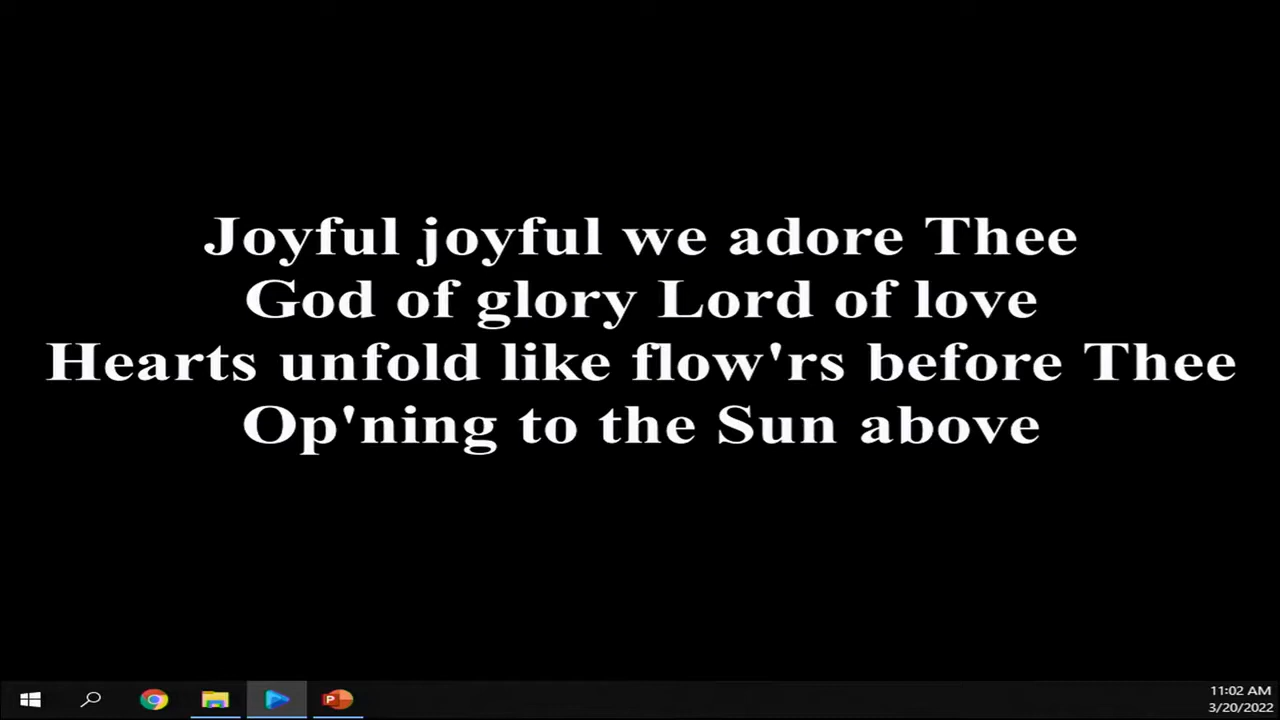 Joyful joyful we adore Thee
God of glory Lord of love
Hearts unfold like flow'rs before Thee
Op'ning to the Sun above
P
11:02 AM
3/20/2022